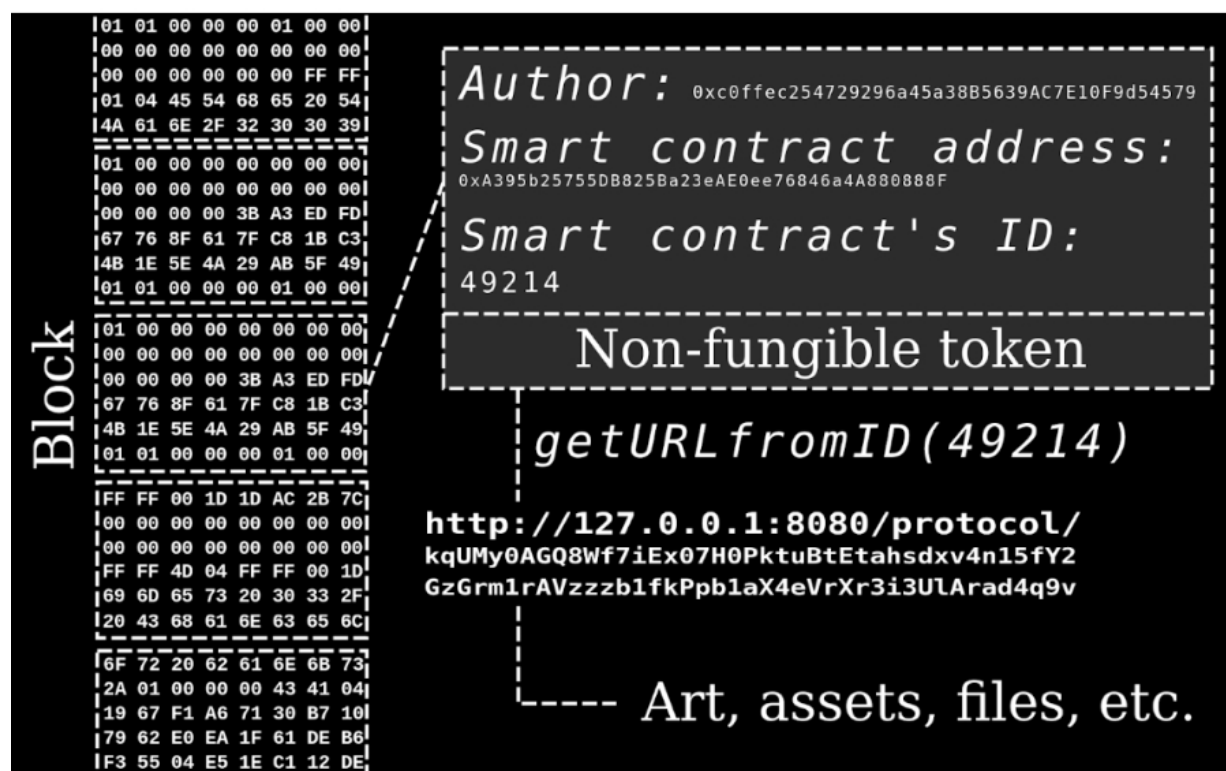 Block
01 01 00 00 00 01 00 00
00 00 00 00 00 00 00 00
00 00 00 00 00 00 FF FF
01 04 45 54 68 65 20 54
4A 61 6E 2F 32 30 30 39
01 00 00 00 00 00 00 00
00 00 00 00 00 00 00 00
00 00 00 00 3B A3 ED FD
67 76 8F 61 7F C8 1B C3
4B 1E 5E 4A 29 AB 5F 49
01 01 00 00 00 01 00 00
01 00 00 00 00 00 00 00
00 00 00 00 00 00 00 00
00 00 00 00 3B A3 ED FD
67 76 8F 61 7F C8 1B C3
4B 1E 5E 4A 29 AB 5F 49
01 01 00 00 00 01 00 00
FF FF 00 1D 1D AC 2B 7C
00 00 00 00 00 00 00 00
00 00 00 00 00 00 00 00
FF FF 4D 04 FF FF 00 1D
69 6D 65 73 20 30 33 2F
20 43 68 61 6E 63 65 6C
6F 72 20 62 61 6E 6B 73
2A 01 00 00 00 43 41 04
19 67 F1 A6 71 30 B7 10
79 62 E0 EA 1F 61 DE B6
F3 55 04 E5 1E C1 12 DE
Author: 0xc0ffec254729296a45a38B5639AC7E10F9d54579
Smart contract address:
0xA395b25755DB825Ba23eAE0ee76846a4A880888F
Smart contract's ID:
49214
Non-fungible token
getURLfromID(49214)
http://127.0.0.1:8080/protocol/
kqUMy0AGQ8Wf7iEx07H0PktuBtEtahsdxv4n15fY2
GzGrm1rAVzzzb1fkPpb1aX4eVrXr3i3UlArad4q9v
Art, assets, files, etc.